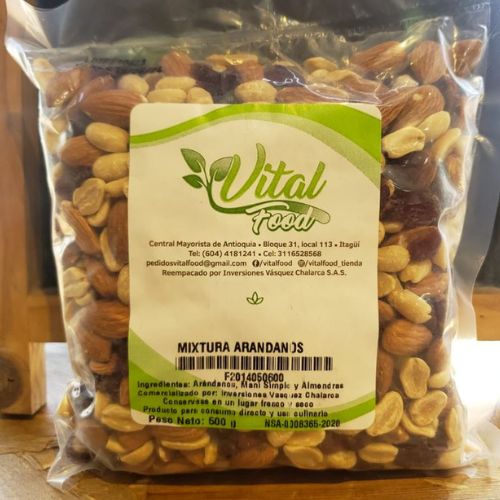 Vital
Food
Central Mayorista de Antioquia • Bloque 31, local 113 • Itagüí
Tel: (604) 4181241 • Cel: 3116528568
pedidosvitalfood@gmail.com /vitalfood /vitalfood_tienda
Reempacado por Inversiones Vásquez Chalarca S.A.S.
MIXTURA ARANDANOS
F2014050600
Ingredientes: Arándanos, Maní Simple y Almendras
Comercializado por: Inversiones Vasquez Chalarca
Conservese en un lugar fresco y seco
Producto para consumo directo y uso culinario
Peso Neto: 500 g NSA-0008365-2020